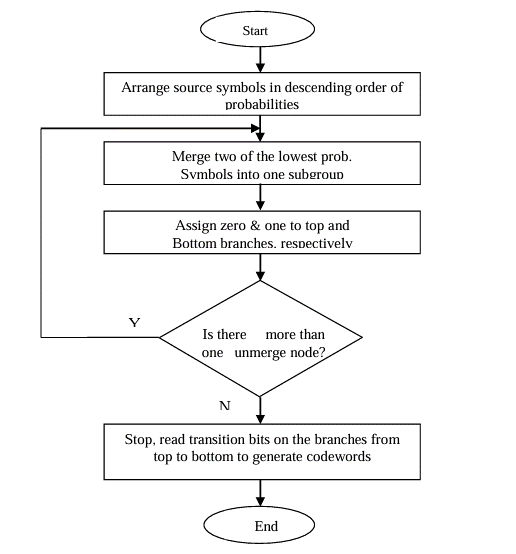 Start
Arrange source symbols in descending order of
probabilities
Merge two of the lowest prob.
Symbols into one subgroup
Assign zero & one to top and
Bottom branches, respectively
Y
Is there more than
one unmerge node?
N
Stop, read transition bits on the branches from
top to bottom to generate codewords
End